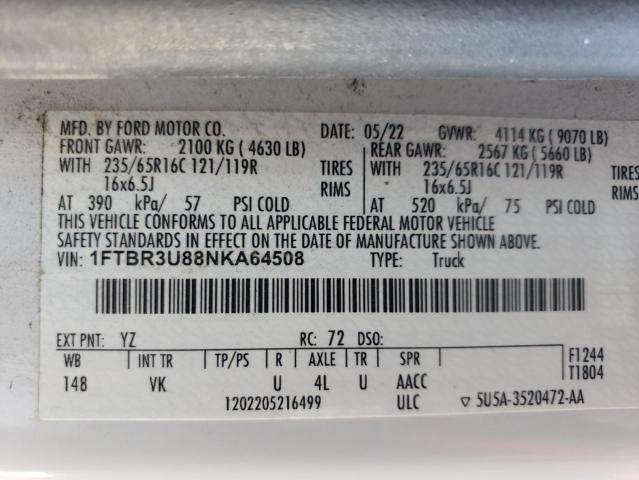 MFD. BY FORD MOTOR CO. DATE: 05/22 GVWR: 4114 KG ( 9070 LB)
FRONT GAWR: 2100 KG ( 4630 LB) REAR GAWR: 2567 KG ( 5660 LB)
WITH 235/65R16C 121/119R TIRES WITH 235/65R16C 121/119R TIRES
16x6.5J RIMS 16x6.5J RIMS
AT 390 kPa/ 57 PSI COLD AT 520 kPa/ 75 PSI COLD
THIS VEHICLE CONFORMS TO ALL APPLICABLE FEDERAL MOTOR VEHICLE
SAFETY STANDARDS IN EFFECT ON THE DATE OF MANUFACTURE SHOWN ABOVE.
VIN: 1FTBR3U88NKA64508 TYPE: Truck
EXT PNT: YZ RC: 72 DSO:
WB INT TR TP/PS R AXLE TR SPR F1244
148 VK U 4L U AACC T1804
1202205216499 ULC ▽ 5U5A-3520472-AA